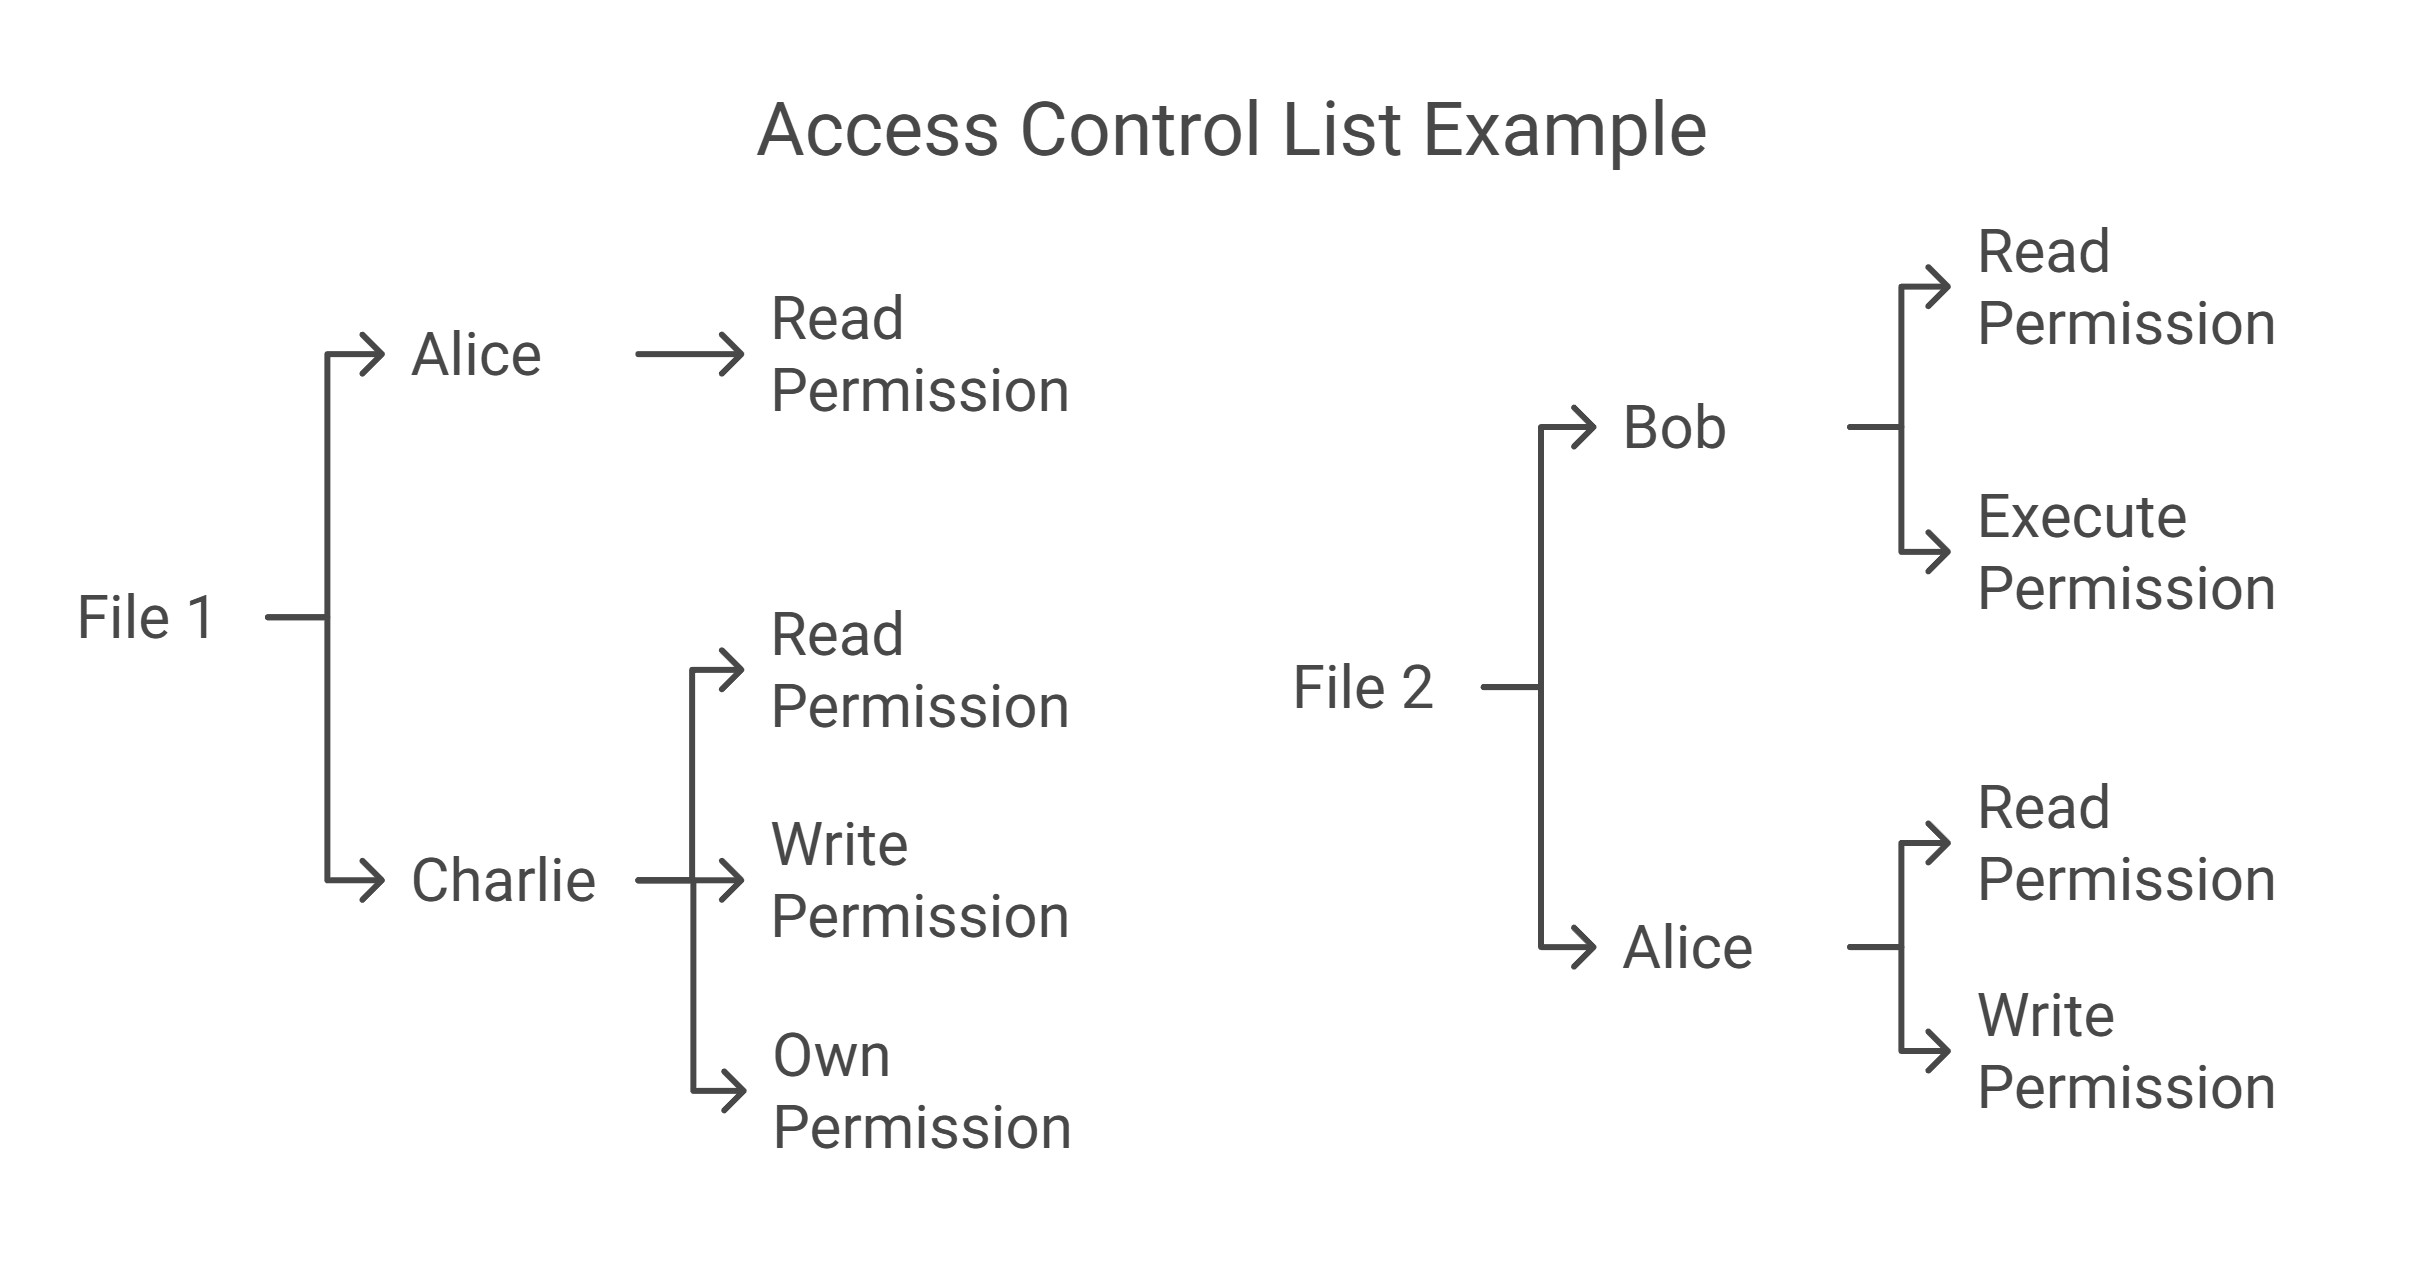 Access Control List Example
File 1
Alice
Read
Permission
Charlie
Read
Permission
Write
Permission
Own
Permission
File 2
Bob
Read
Permission
Execute
Permission
Alice
Read
Permission
Write
Permission